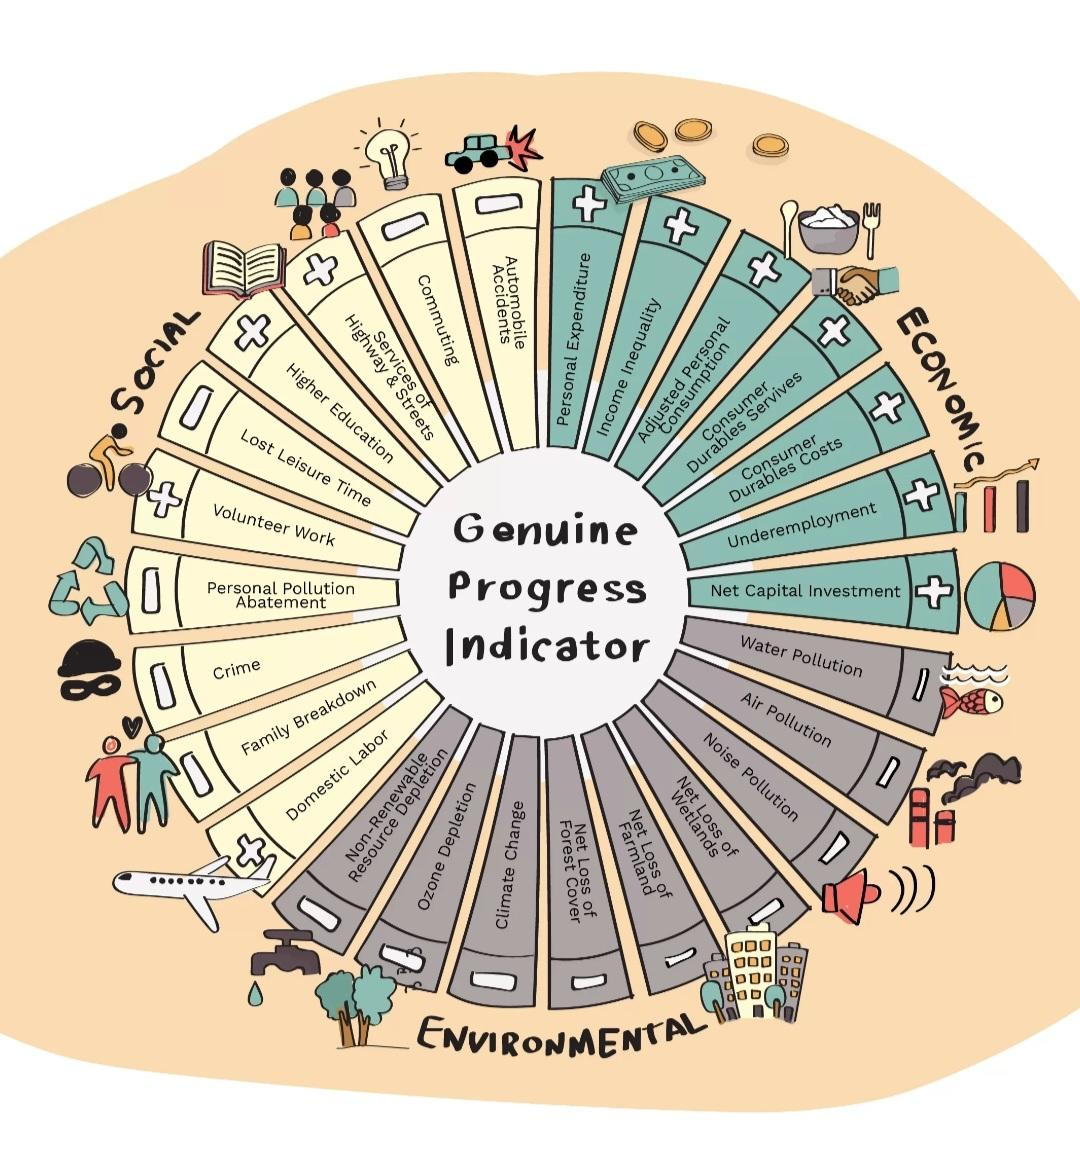 Genuine
Progress
Indicator
ECONOMIC
Personal Expenditure
Income Inequality
Adjusted Personal
Consumption
Consumer
Durables Servives
Consumer
Durables Costs
Underemployment
Net Capital Investment
ENVIRONMENTAL
Water Pollution
Air Pollution
Noise Pollution
Net Loss of
Wetlands
Net Loss of
Farmland
Net Loss of
Forest Cover
Climate Change
Ozone Depletion
Non-Renewable
Resource Depletion
SOCIAL
Domestic Labor
Family Breakdown
Crime
Personal Pollution
Abatement
Volunteer Work
Lost Leisure Time
Higher Education
Services of
Highway & Streets
Commuting
Automobile
Accidents